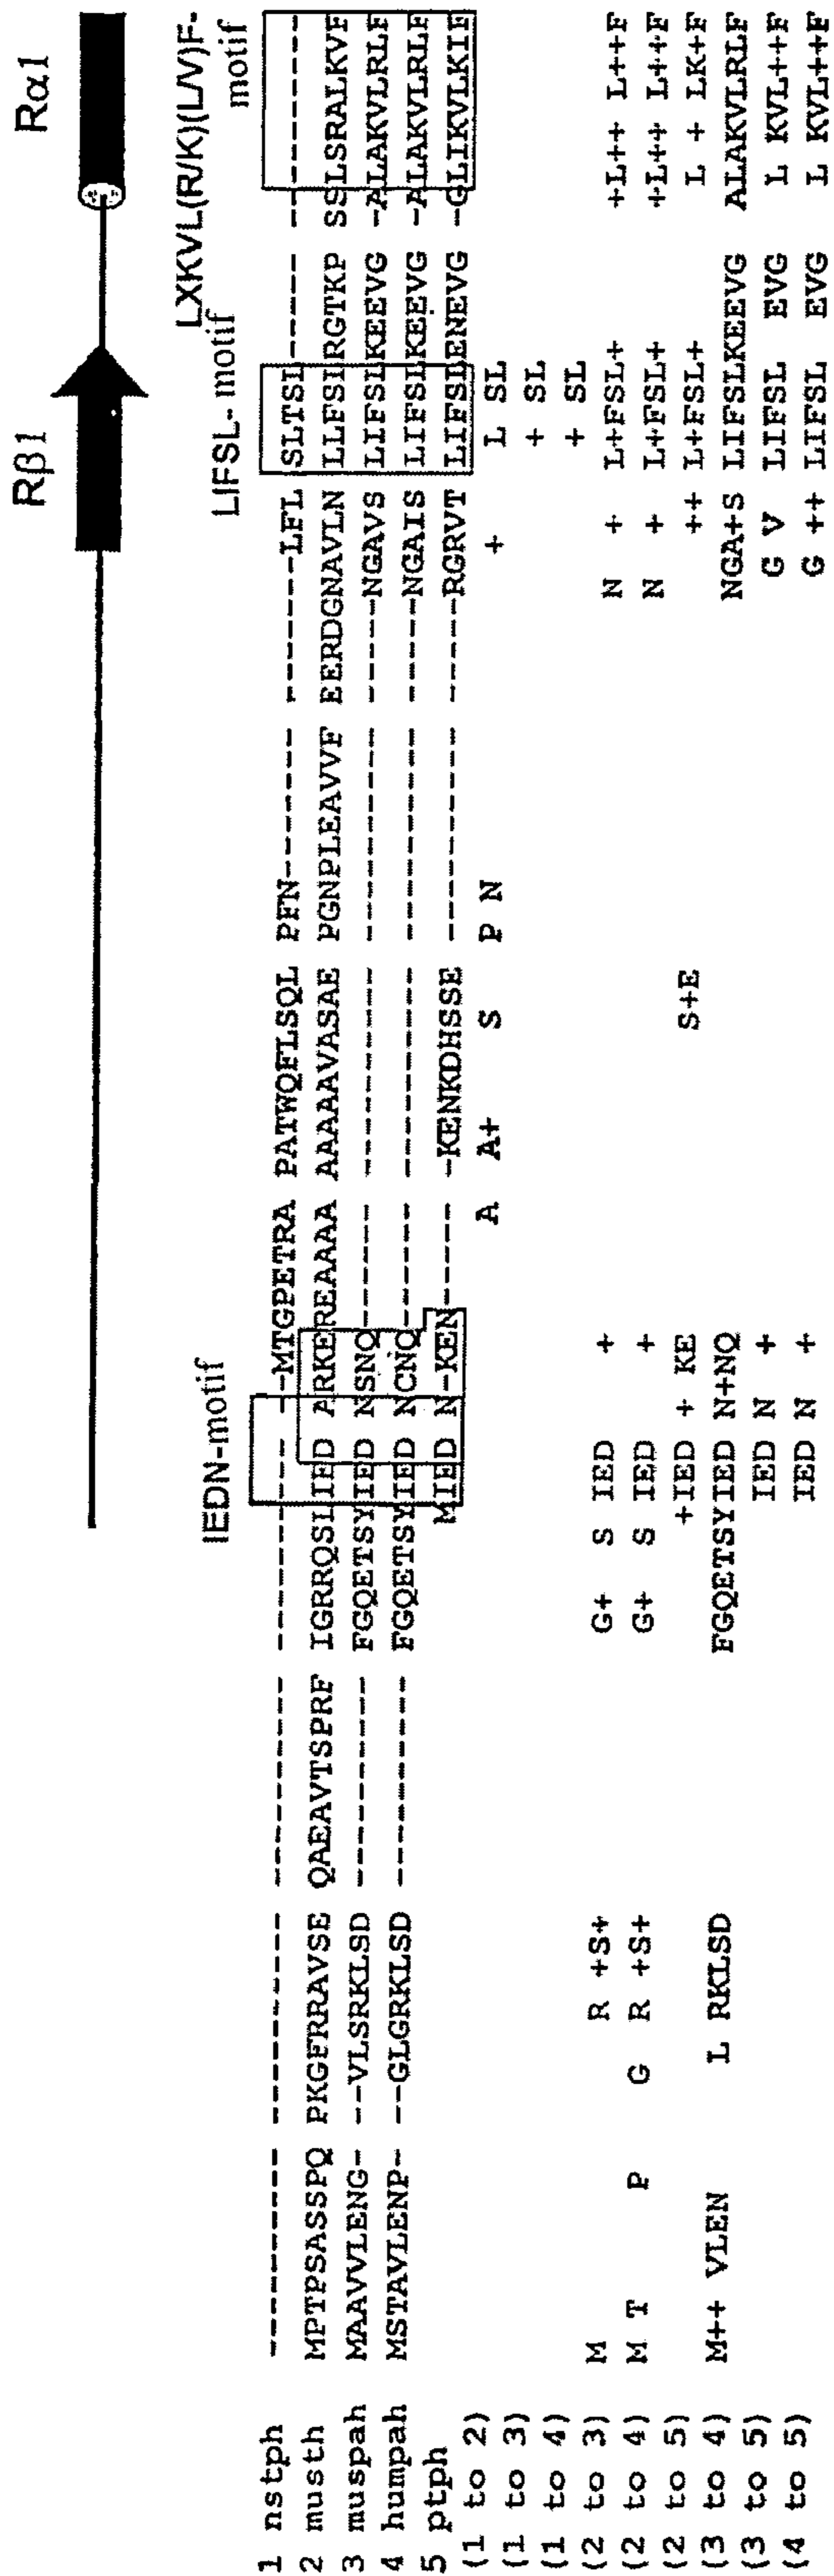 Rβ1 Rα1
IEDN-motif LIFSL-motif LXKVL(R/K)(L/V)F-motif
1 nstph ---------- ---------- ---------- ---------- --MTGPETRA PATWQFLSQL PFN------- -------LFL SLTSL----- ----------
2 musth MPTPSASSPQ PKGFRRAVSE QAEAVTSPRF IGRRQSLIED ARKEREAAAA AAAAAVASAE PGNPLEAVVF EERDGNAVLN LLFSLRGTKP SSLSRALKVF
3 muspah MAAVVLENG- --VLSRKLSD ---------- FGQETSYIED NSNQ------ ---------- ---------- -----NGAVS LIFSLKEEVG -ALAKVLRLF
4 humpah MSTAVLENP- --GLGRKLSD ---------- FGQETSYIED NCNQ------ ---------- ---------- -----NGAIS LIFSLKEEVG -ALAKVLRLF
5 ptph MIED N-KEN----- -KENKDHSSE ---------- -----RGRVT LIFSLENEVG -GLIKVLKIF
(1 to 2) A A+ S P N + L SL
(1 to 3) + SL
(1 to 4) + SL
(2 to 3) M R +S+ G+ S IED + N + L+FSL+ +L++ L++F
(2 to 4) M T P G R +S+ G+ S IED + N + L+FSL+ +L++ L++F
(2 to 5) +IED + KE S+E ++ L+FSL+ L + LK+F
(3 to 4) M++ VLEN L RKLSD FGQETSYIED N+NQ NGA+S LIFSLKEEVG ALAKVLRLF
(3 to 5) IED N + G V LIFSL EVG L KVL++F
(4 to 5) IED N + G ++ LIFSL EVG L KVL++F